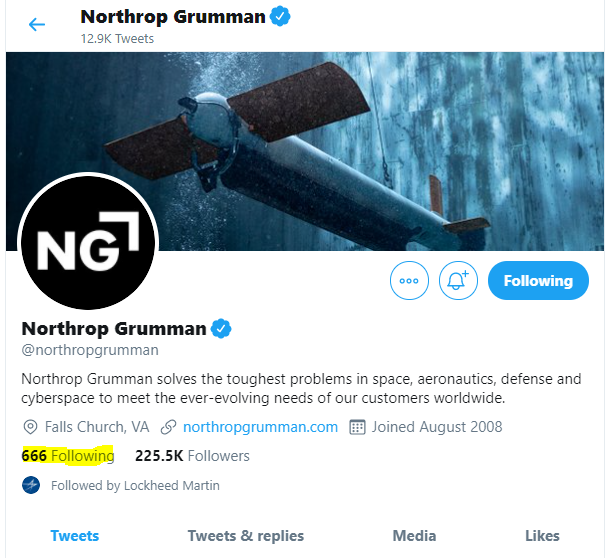 Northrop Grumman
12.9K Tweets
NG
Following
Northrop Grumman
@northropgrumman
Northrop Grumman solves the toughest problems in space, aeronautics, defense and
cyberspace to meet the ever-evolving needs of our customers worldwide.
Falls Church, VA northropgrumman.com Joined August 2008
666 Following 225.5K Followers
Followed by Lockheed Martin
Tweets Tweets & replies Media Likes